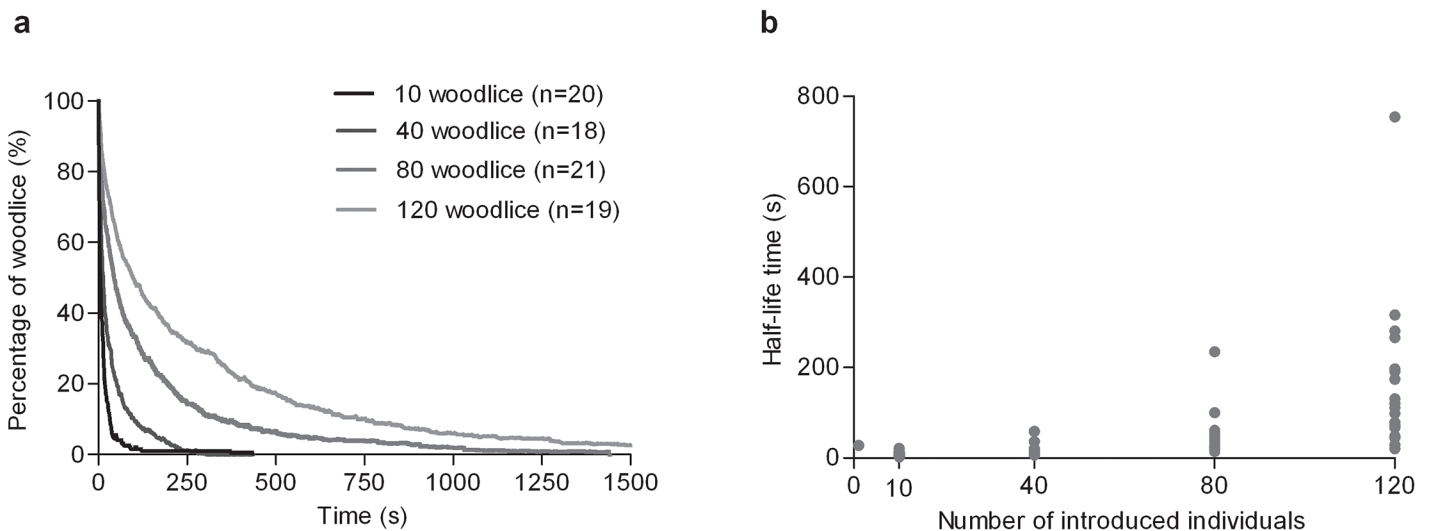 a
Percentage of woodlice (%)
100
80
60
40
20
0
0 250 500 750 1000 1250 1500
Time (s)
10 woodlice (n=20)
40 woodlice (n=18)
80 woodlice (n=21)
120 woodlice (n=19)
b
Half-life time (s)
800
600
400
200
0
0 10 40 80 120
Number of introduced individuals